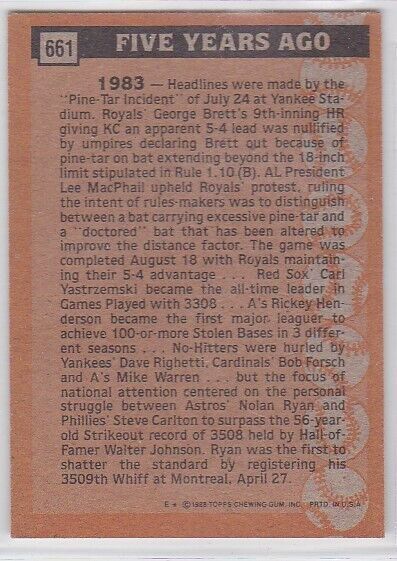 661
FIVE YEARS AGO
1983 — Headlines were made by the
"Pine-Tar Incident" of July 24 at Yankee Sta-
dium. Royals' George Brett's 9th-inning HR
giving KC an apparent 5-4 lead was nullified
by umpires declaring Brett out because of
pine-tar on bat extending beyond the 18-inch
limit stipulated in Rule 1.10 (B). AL President
Lee MacPhail upheld Royals' protest, ruling
the intent of rules-makers was to distinguish
between a bat carrying excessive pine-tar and
a "doctored" bat that has been altered to
improve the distance factor. The game was
completed August 18 with Royals maintain-
ing their 5-4 advantage . . . Red Sox' Carl
Yastrzemski became the all-time leader in
Games Played with 3308 . . . A's Rickey Hen-
derson became the first major leaguer to
achieve 100-or-more Stolen Bases in 3 differ-
ent seasons . . . No-Hitters were hurled by
Yankees' Dave Righetti, Cardinals' Bob Forsch
and A's Mike Warren . . . but the focus of
national attention centered on the personal
struggle between Astros' Nolan Ryan and
Phillies' Steve Carlton to surpass the 56-year-
old Strikeout record of 3508 held by Hall-of-
Famer Walter Johnson. Ryan was the first to
shatter the standard by registering his
3509th Whiff at Montreal, April 27.
E * ©1988 TOPPS CHEWING GUM, INC. PRTD. IN U.S.A.